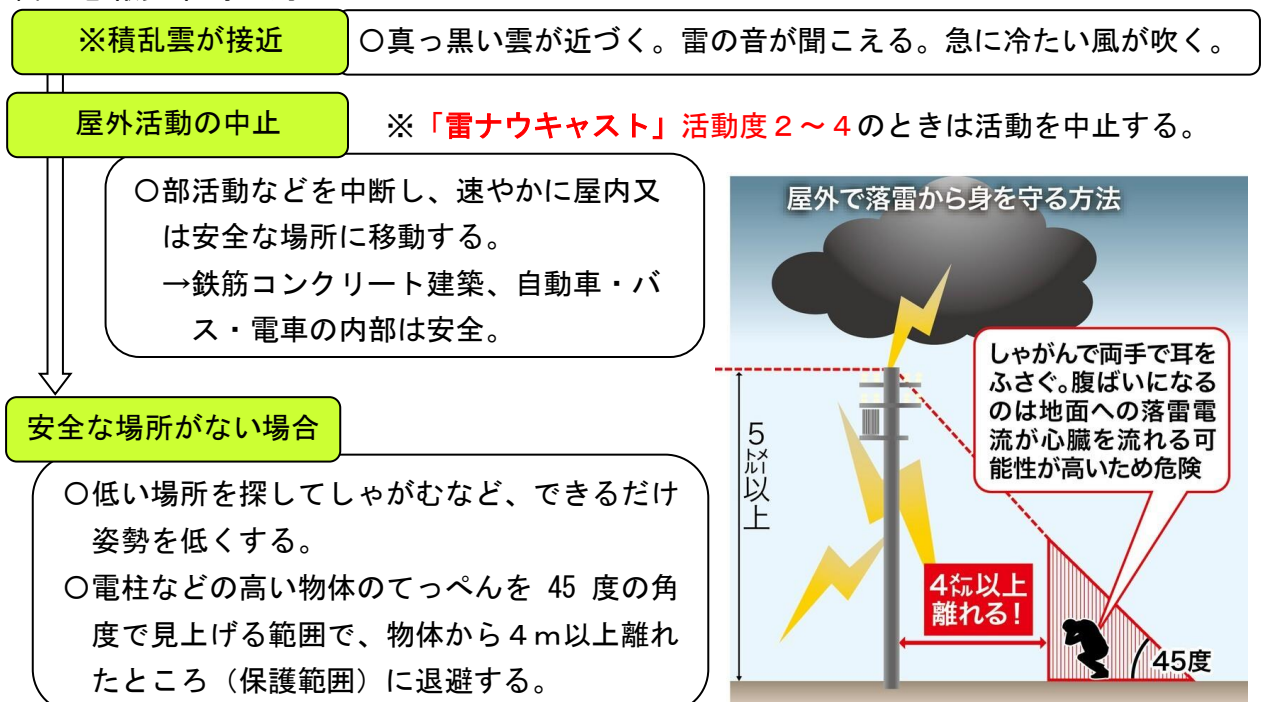 ※積乱雲が接近
○真っ黒い雲が近づく。雷の音が聞こえる。急に冷たい風が吹く。
屋外活動の中止
※「雷ナウキャスト」活動度２～４のときは活動を中止する。
○部活動などを中断し、速やかに屋内又
は安全な場所に移動する。
→鉄筋コンクリート建築、自動車・バ
ス・電車の内部は安全。
安全な場所がない場合
○低い場所を探してしゃがむなど、できるだけ
姿勢を低くする。
○電柱などの高い物体のてっぺんを 45 度の角
度で見上げる範囲で、物体から４ｍ以上離れ
たところ（保護範囲）に退避する。
屋外で落雷から身を守る方法
しゃがんで両手で耳を
ふさぐ。腹ばいになる
のは地面への落雷電
流が心臓を流れる可
能性が高いため危険
5メートル以上
4メートル以上
離れる！
45度